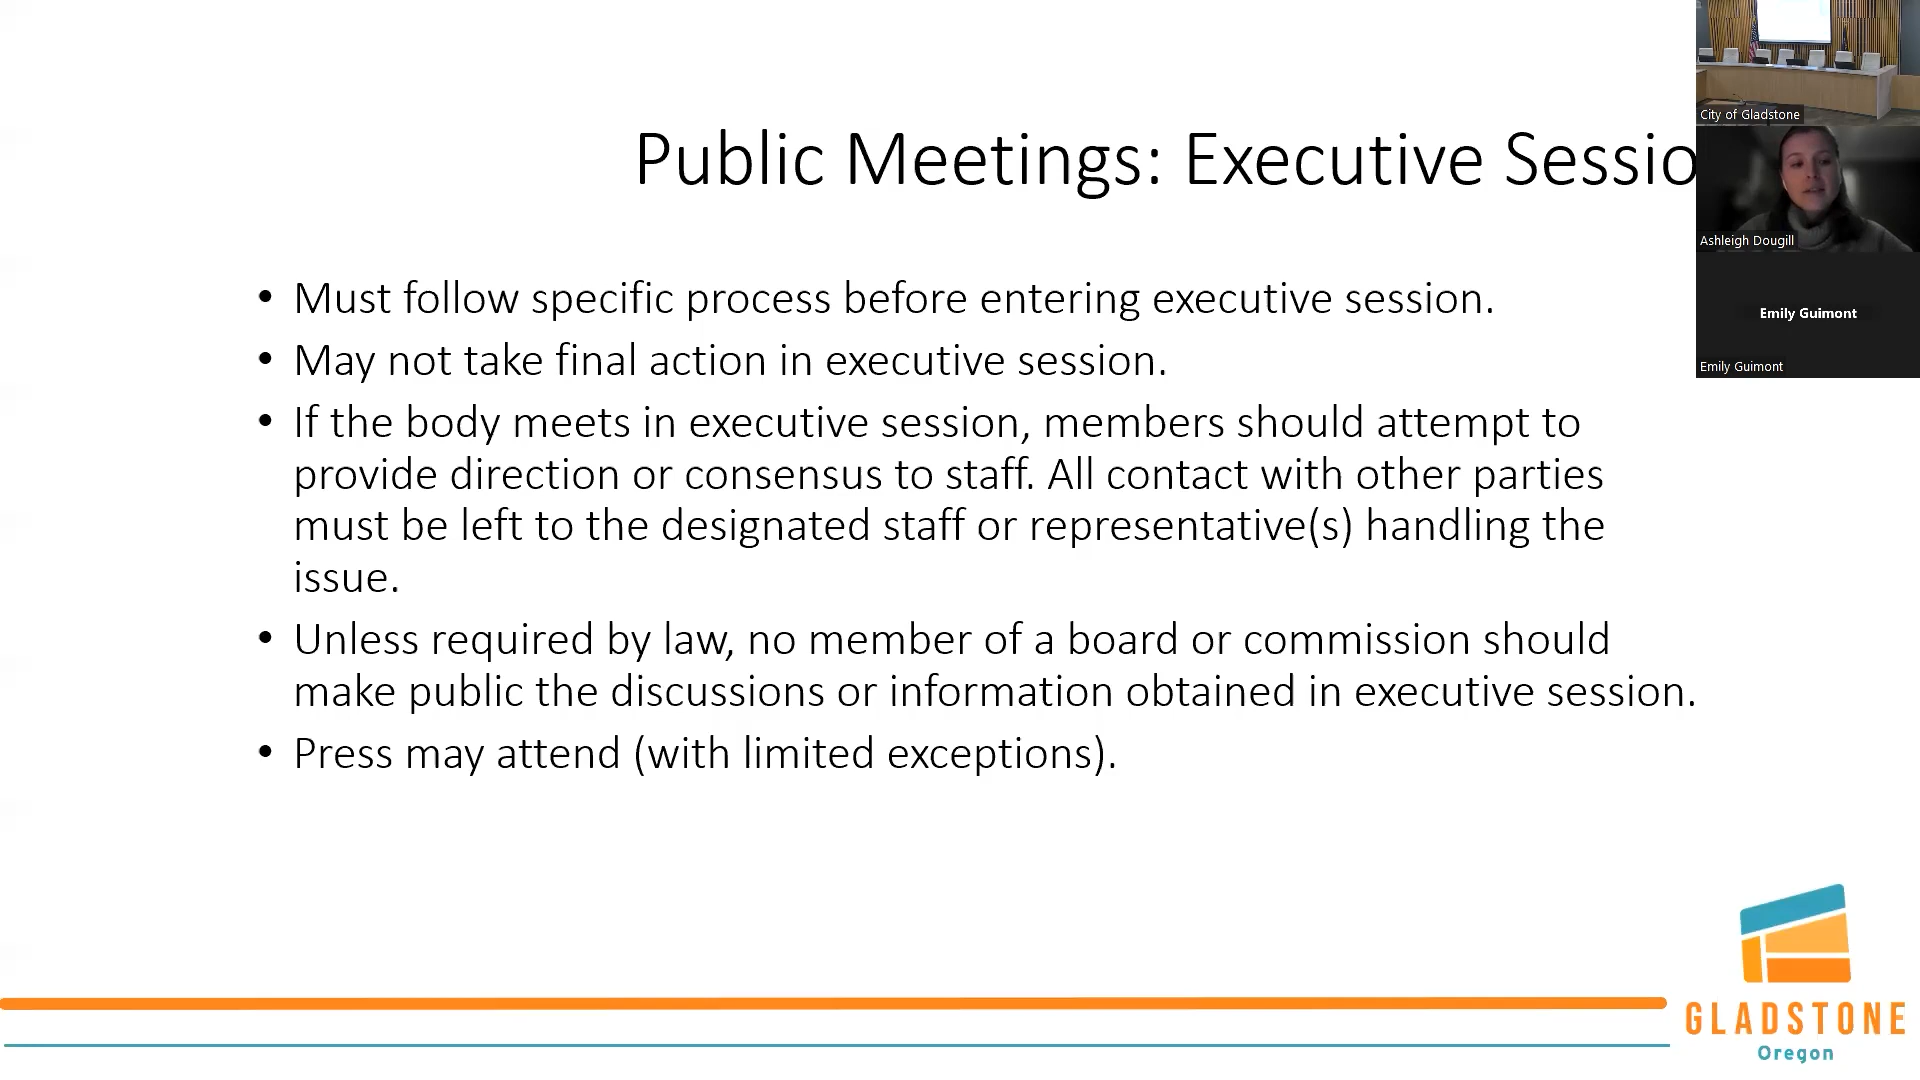 Public Meetings: Executive Sessio
• Must follow specific process before entering executive session.
• May not take final action in executive session.
• If the body meets in executive session, members should attempt to
provide direction or consensus to staff. All contact with other parties
must be left to the designated staff or representative(s) handling the
issue.
• Unless required by law, no member of a board or commission should
make public the discussions or information obtained in executive session.
• Press may attend (with limited exceptions).
City of Gladstone
Ashleigh Dougill
Emily Guimont
Emily Guimont
GLADSTONE
Oregon